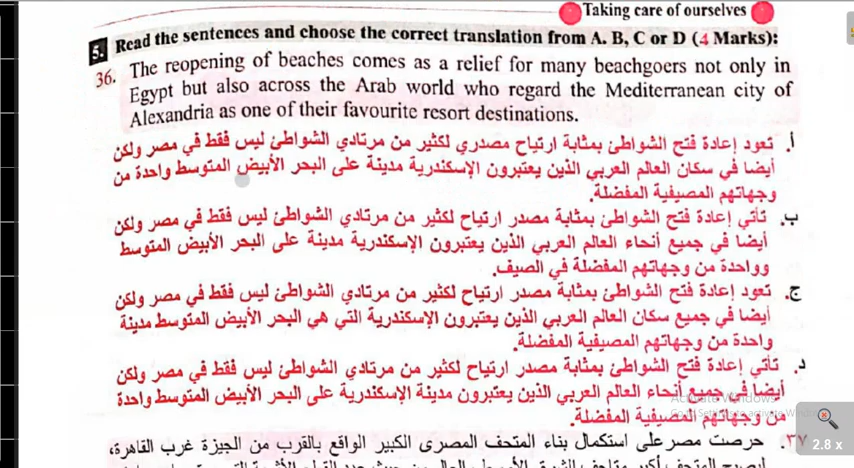 Taking care of ourselves
5. Read the sentences and choose the correct translation from A. B, C or D (4 Marks):
36. The reopening of beaches comes as a relief for many beachgoers not only in
Egypt but also across the Arab world who regard the Mediterranean city of
Alexandria as one of their favourite resort destinations.
أ. تعود إعادة فتح الشواطئ بمثابة ارتياح مصدري لكثير من مرتادي الشواطئ ليس فقط في مصر ولكن
أيضا في سكان العالم العربي الذين يعتبرون الإسكندرية مدينة على البحر الأبيض المتوسط واحدة من
وجهاتهم المصيفية المفضلة.
ب. تأتي إعادة فتح الشواطئ بمثابة مصدر ارتياح لكثير من مرتادي الشواطئ ليس فقط في مصر ولكن
أيضا في جميع أنحاء العالم العربي الذين يعتبرون الإسكندرية مدينة على البحر الأبيض المتوسط
وواحدة من وجهاتهم المفضلة في الصيف.
ج. تعود إعادة فتح الشواطئ بمثابة مصدر ارتياح لكثير من مرتادي الشواطئ ليس فقط في مصر ولكن
أيضا في جميع سكان العالم العربي الذين يعتبرون الإسكندرية التي هي البحر الأبيض المتوسط مدينة
واحدة من وجهاتهم المصيفية المفضلة.
د. تأتي إعادة فتح الشواطئ بمثابة مصدر ارتياح لكثير من مرتادي الشواطئ ليس فقط في مصر ولكن
أيضا في جميع أنحاء العالم العربي الذين يعتبرون مدينة الإسكندرية على البحر الأبيض المتوسط واحدة
من وجهاتهم المصيفية المفضلة.
Activate Windows
٣٧. حرصت مصر على استكمال بناء المتحف المصرى الكبير الواقع بالقرب من الجيزة غرب القاهرة،
2.8 x